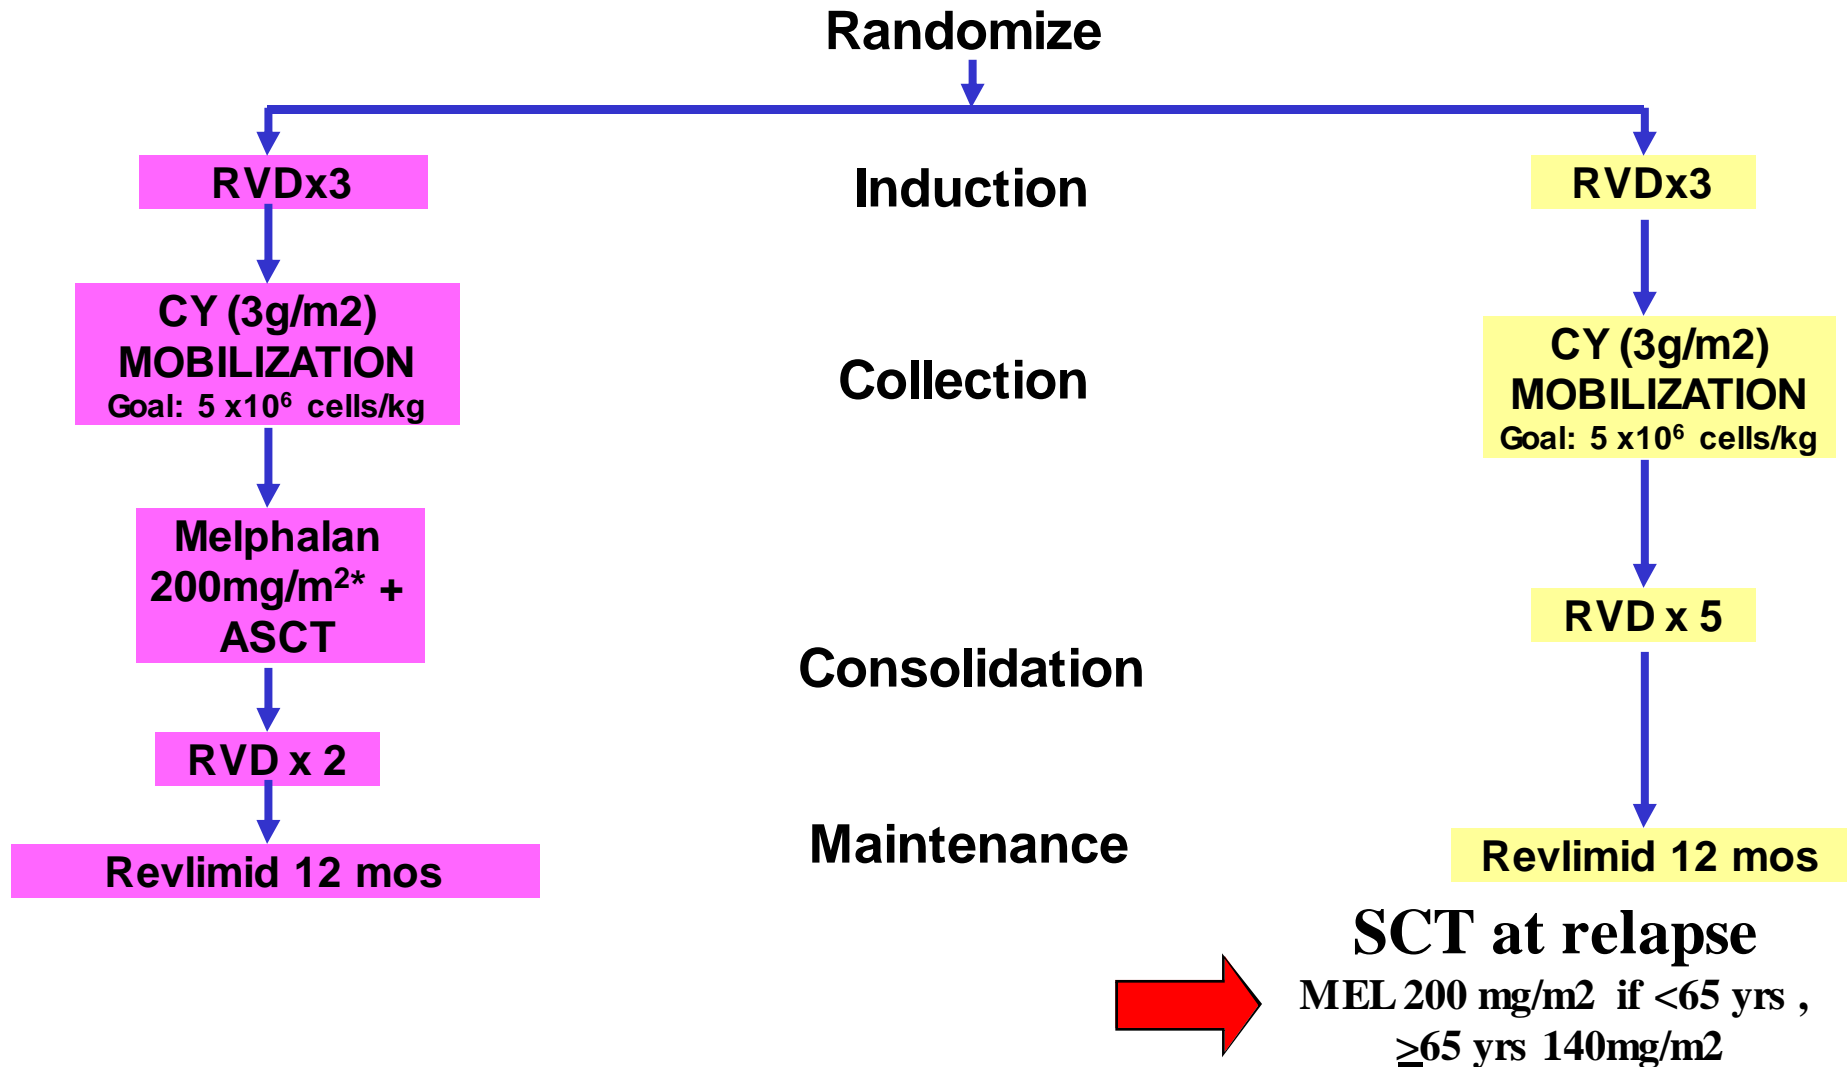 Randomize
RVDx3
Induction
RVDx3
CY (3g/m2)
MOBILIZATION
Goal: 5 x10⁶ cells/kg
Collection
CY (3g/m2)
MOBILIZATION
Goal: 5 x10⁶ cells/kg
Melphalan
200mg/m²* +
ASCT
RVD x 5
Consolidation
RVD x 2
Maintenance
Revlimid 12 mos
Revlimid 12 mos
SCT at relapse
MEL 200 mg/m2 if <65 yrs ,
≥65 yrs 140mg/m2